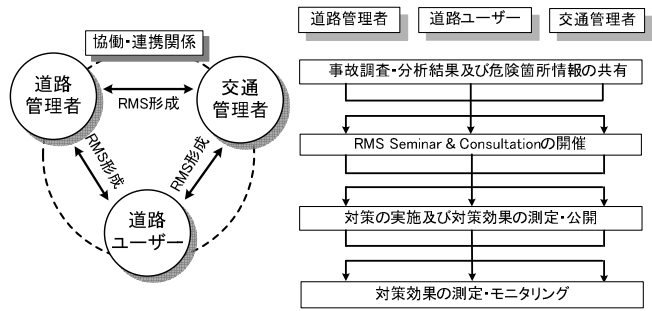 協働・連携関係
道路
管理者
交通
管理者
RMS形成
RMS形成
RMS形成
道路
ユーザー
道路管理者
道路ユーザー
交通管理者
事故調査・分析結果及び危険箇所情報の共有
RMS Seminar & Consultationの開催
対策の実施及び対策効果の測定・公開
対策効果の測定・モニタリング